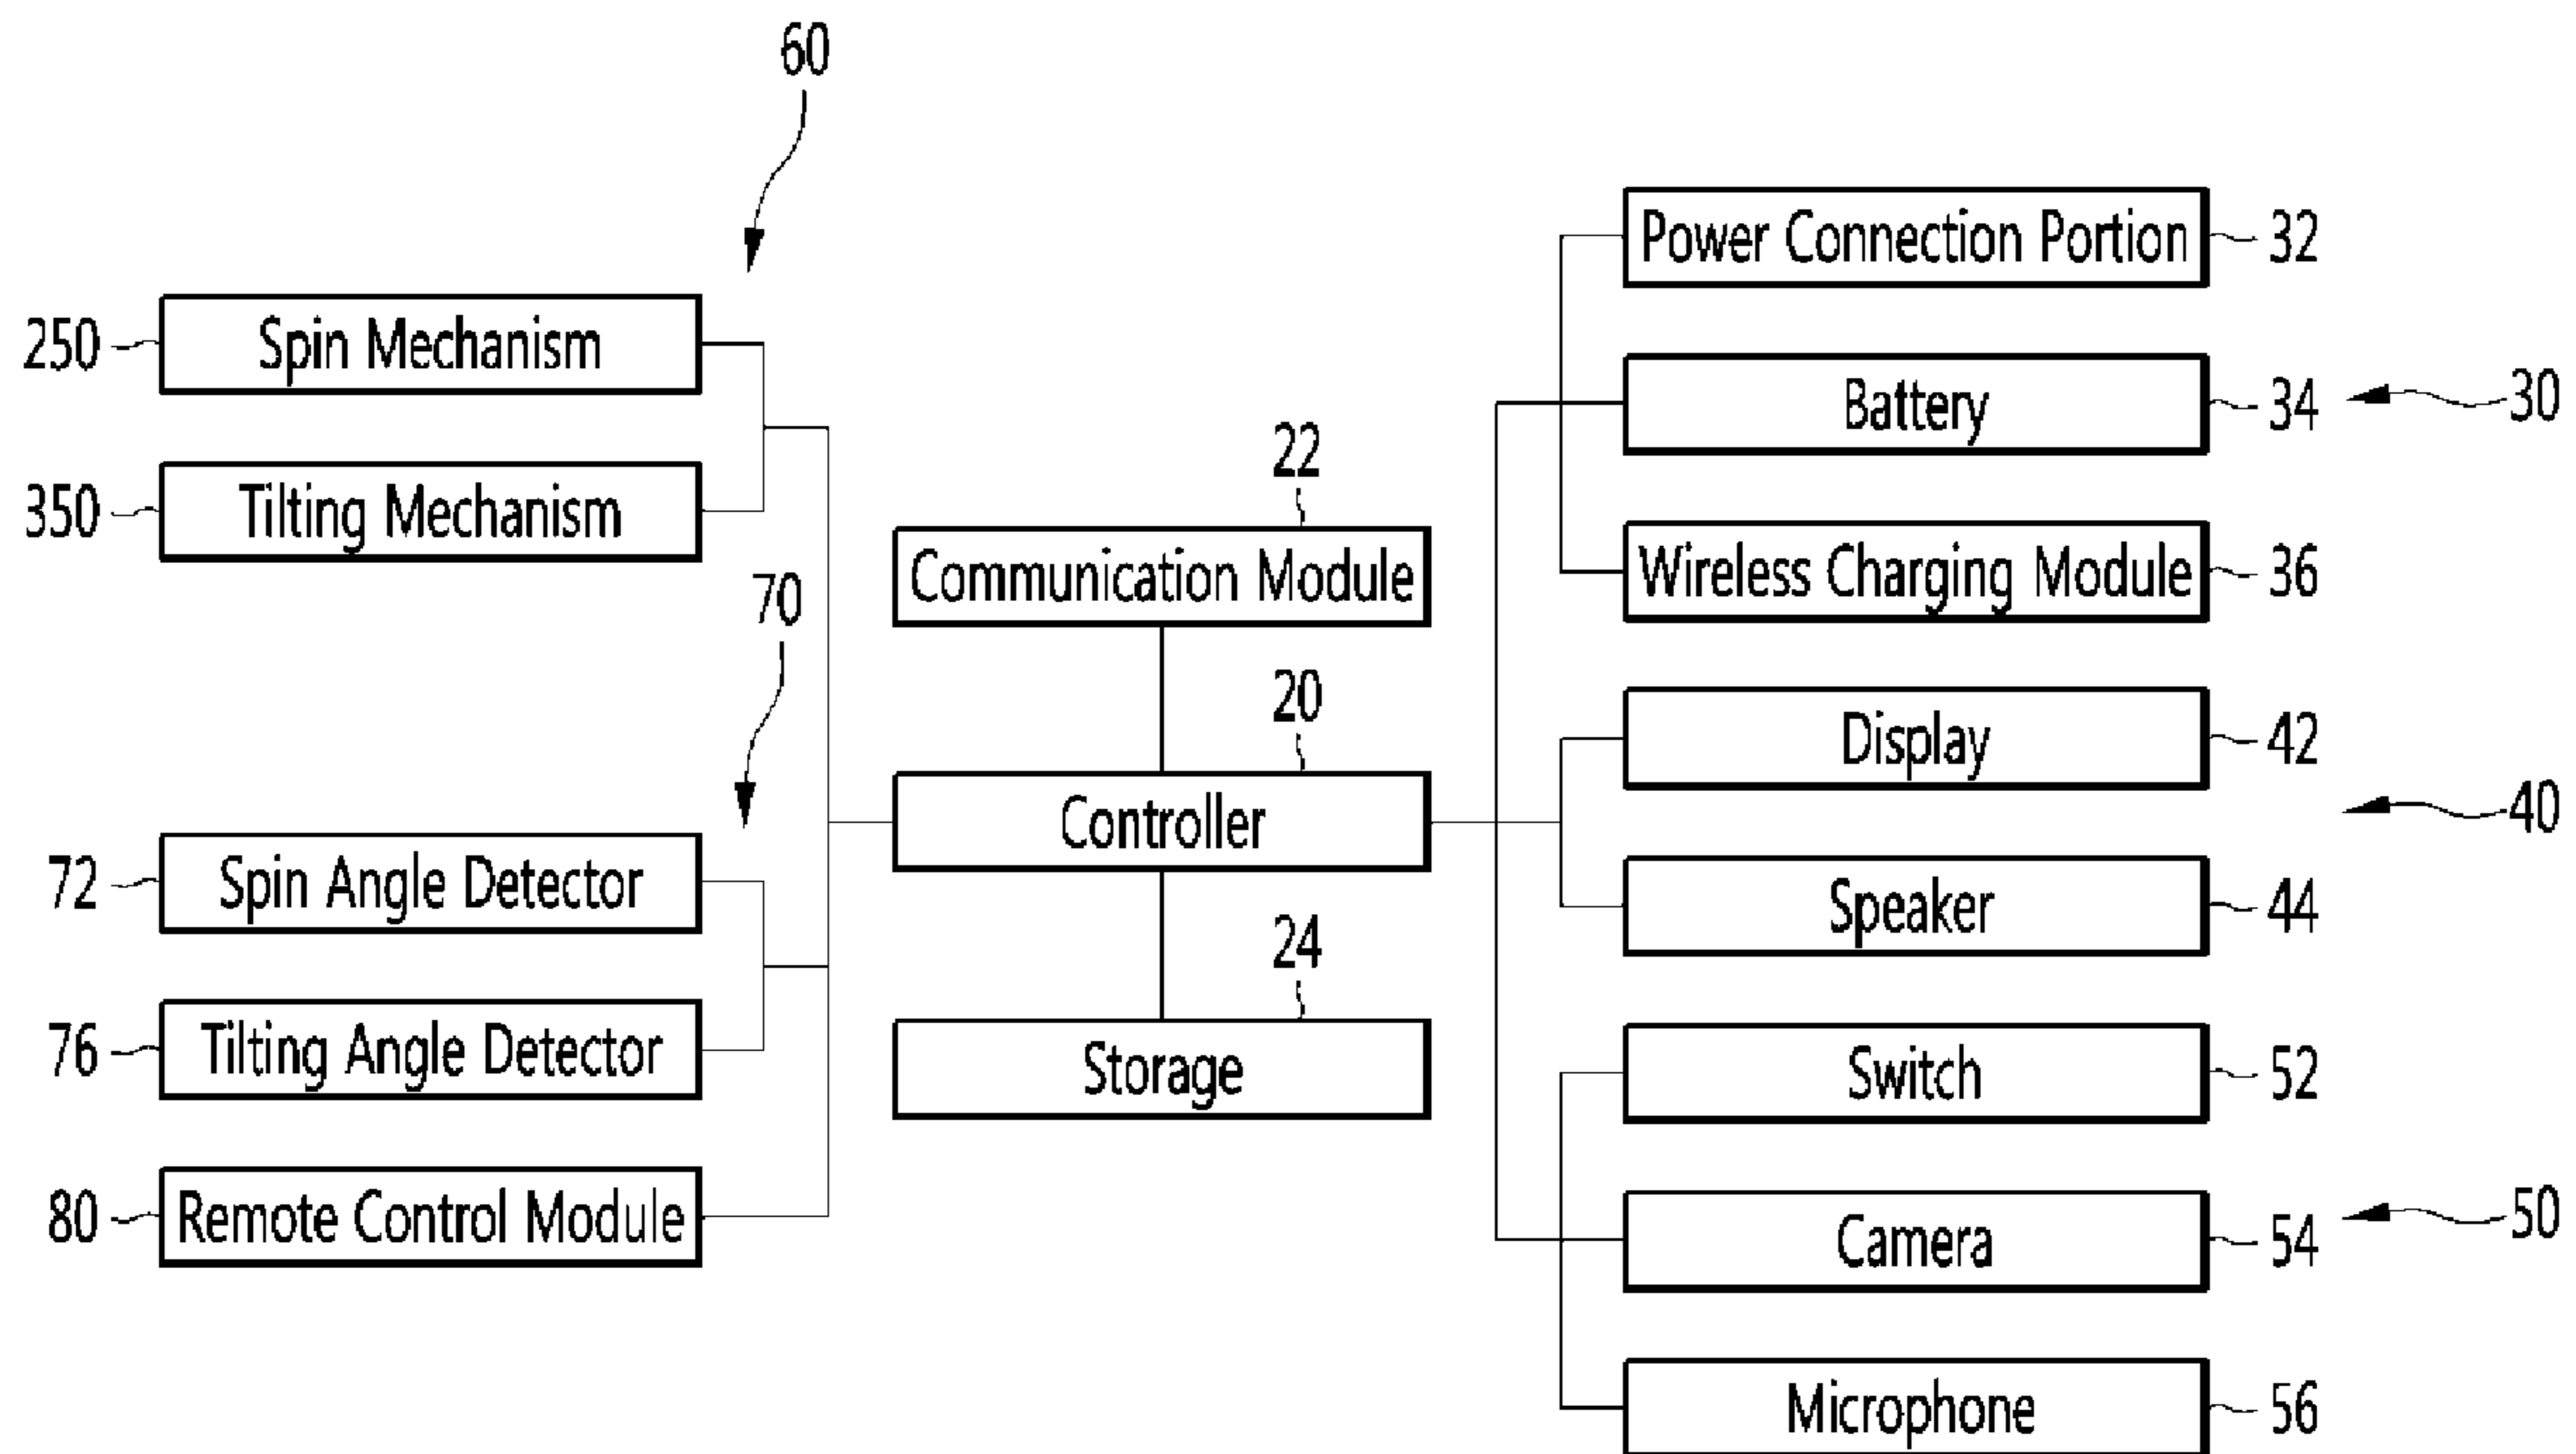 60
250 Spin Mechanism
350 Tilting Mechanism
70
72 Spin Angle Detector
76 Tilting Angle Detector
80 Remote Control Module
22
Communication Module
20
Controller
24
Storage
Power Connection Portion 32
Battery 34
30
Wireless Charging Module 36
Display 42
40
Speaker 44
Switch 52
Camera 54
50
Microphone 56